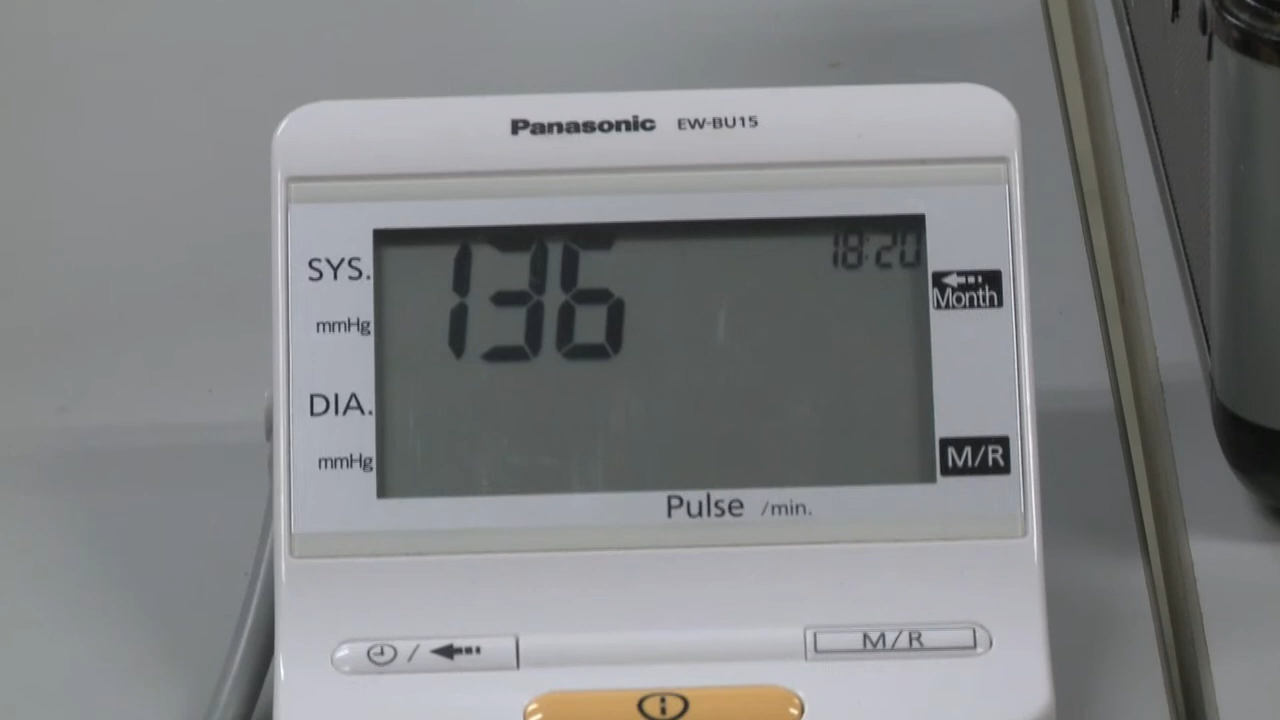 Panasonic EW-BU15
SYS.
mmHg
136
18:20
Month
DIA.
mmHg
M/R
Pulse /min.
/
M/R